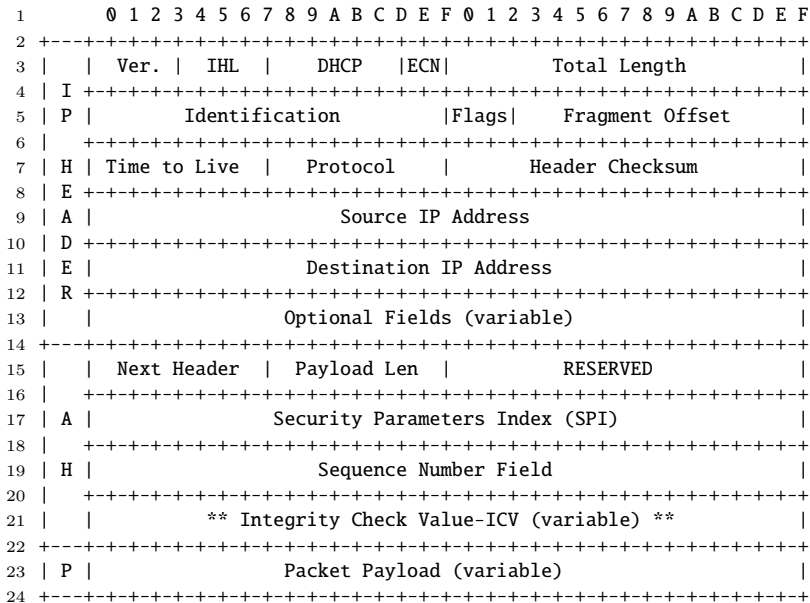 1 0 1 2 3 4 5 6 7 8 9 A B C D E F 0 1 2 3 4 5 6 7 8 9 A B C D E F
2 +---+-+-+-+-+-+-+-+-+-+-+-+-+-+-+-+-+-+-+-+-+-+-+-+-+-+-+-+-+-+-+-+-+
3 |   |  Ver. |  IHL  |    DHCP   |ECN|         Total Length          |
4 | I +-+-+-+-+-+-+-+-+-+-+-+-+-+-+-+-+-+-+-+-+-+-+-+-+-+-+-+-+-+-+-+-+
5 | P |        Identification         |Flags|    Fragment Offset      |
6 |   +-+-+-+-+-+-+-+-+-+-+-+-+-+-+-+-+-+-+-+-+-+-+-+-+-+-+-+-+-+-+-+-+
7 | H | Time to Live  |    Protocol   |        Header Checksum        |
8 | E +-+-+-+-+-+-+-+-+-+-+-+-+-+-+-+-+-+-+-+-+-+-+-+-+-+-+-+-+-+-+-+-+
9 | A |                       Source IP Address                       |
10 | D +-+-+-+-+-+-+-+-+-+-+-+-+-+-+-+-+-+-+-+-+-+-+-+-+-+-+-+-+-+-+-+-+
11 | E |                    Destination IP Address                     |
12 | R +-+-+-+-+-+-+-+-+-+-+-+-+-+-+-+-+-+-+-+-+-+-+-+-+-+-+-+-+-+-+-+-+
13 |   |                  Optional Fields (variable)                   |
14 +---+-+-+-+-+-+-+-+-+-+-+-+-+-+-+-+-+-+-+-+-+-+-+-+-+-+-+-+-+-+-+-+-+
15 |   |  Next Header  |  Payload Len  |           RESERVED            |
16 |   +-+-+-+-+-+-+-+-+-+-+-+-+-+-+-+-+-+-+-+-+-+-+-+-+-+-+-+-+-+-+-+-+
17 | A |                Security Parameters Index (SPI)                |
18 |   +-+-+-+-+-+-+-+-+-+-+-+-+-+-+-+-+-+-+-+-+-+-+-+-+-+-+-+-+-+-+-+-+
19 | H |                     Sequence Number Field                     |
20 |   +-+-+-+-+-+-+-+-+-+-+-+-+-+-+-+-+-+-+-+-+-+-+-+-+-+-+-+-+-+-+-+-+
21 |   |           ** Integrity Check Value-ICV (variable) **          |
22 +---+-+-+-+-+-+-+-+-+-+-+-+-+-+-+-+-+-+-+-+-+-+-+-+-+-+-+-+-+-+-+-+-+
23 | P |                  Packet Payload (variable)                    |
24 +---+-+-+-+-+-+-+-+-+-+-+-+-+-+-+-+-+-+-+-+-+-+-+-+-+-+-+-+-+-+-+-+-+